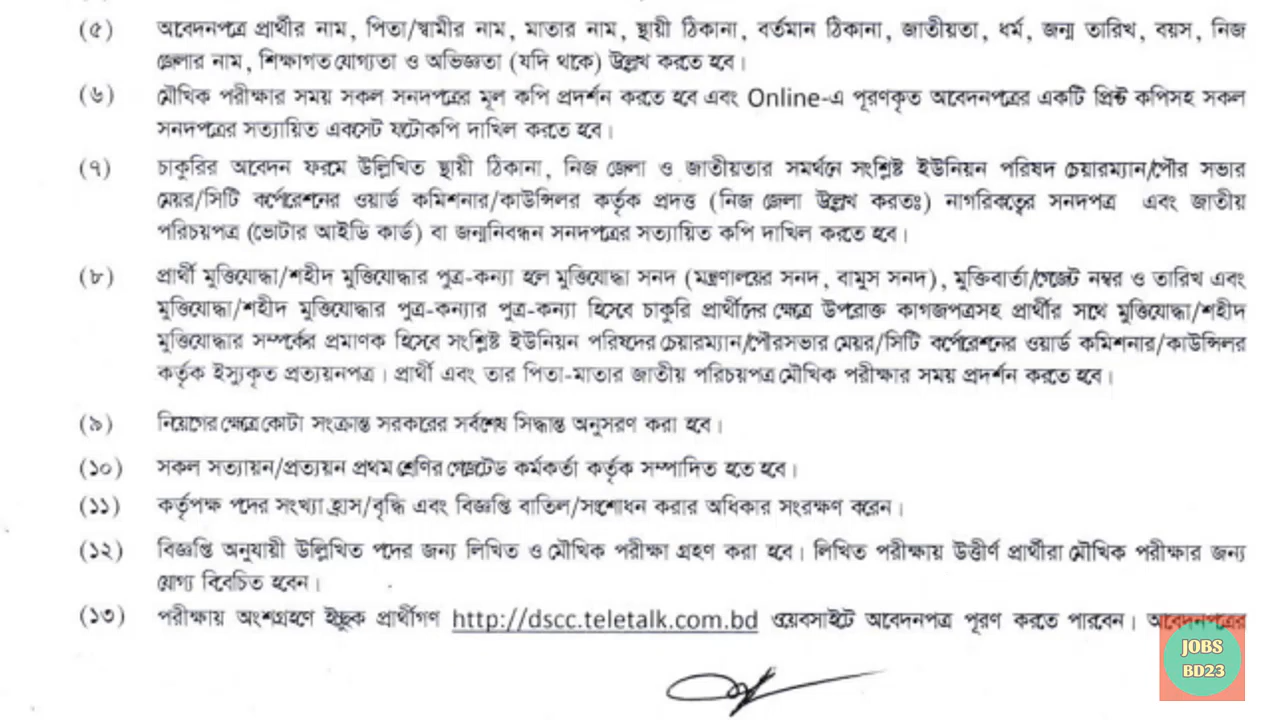 (৫) আবেদনপত্রে প্রার্থীর নাম, পিতা/স্বামীর নাম, মাতার নাম, স্থায়ী ঠিকানা, বর্তমান ঠিকানা, জাতীয়তা, ধর্ম, জন্ম তারিখ, বয়স, নিজ
জেলার নাম, শিক্ষাগত যোগ্যতা ও অভিজ্ঞতা (যদি থাকে) উল্লেখ করতে হবে।
(৬) মৌখিক পরীক্ষার সময় সকল সনদপত্রের মূল কপি প্রদর্শন করতে হবে এবং Online-এ পূরণকৃত আবেদনপত্রের একটি প্রিন্ট কপিসহ সকল
সনদপত্রের সত্যায়িত একসেট ফটোকপি দাখিল করতে হবে।
(৭) চাকুরির আবেদন ফরমে উল্লিখিত স্থায়ী ঠিকানা, নিজ জেলা ও জাতীয়তার সমর্থনে সংশ্লিষ্ট ইউনিয়ন পরিষদ চেয়ারম্যান/পৌর সভার
মেয়র/সিটি কর্পোরেশনের ওয়ার্ড কমিশনার/কাউন্সিলর কর্তৃক প্রদত্ত (নিজ জেলা উল্লেখ করতঃ) নাগরিকত্বের সনদপত্র এবং জাতীয়
পরিচয়পত্র (ভোটার আইডি কার্ড) বা জন্মনিবন্ধন সনদপত্রের সত্যায়িত কপি দাখিল করতে হবে।
(৮) প্রার্থী মুক্তিযোদ্ধা/শহীদ মুক্তিযোদ্ধার পুত্র-কন্যা হলে মুক্তিযোদ্ধা সনদ (মন্ত্রণালয়ের সনদ, বামুস সনদ), মুক্তিবার্তা/গেজেট নম্বর ও তারিখ এবং
মুক্তিযোদ্ধা/শহীদ মুক্তিযোদ্ধার পুত্র-কন্যার পুত্র-কন্যা হিসেবে চাকুরি প্রার্থীদের ক্ষেত্রে উপরোক্ত কাগজপত্রসহ প্রার্থীর সাথে মুক্তিযোদ্ধা/শহীদ
মুক্তিযোদ্ধার সম্পর্কের প্রমাণক হিসেবে সংশ্লিষ্ট ইউনিয়ন পরিষদের চেয়ারম্যান/পৌরসভার মেয়র/সিটি কর্পোরেশনের ওয়ার্ড কমিশনার/কাউন্সিলর
কর্তৃক ইস্যুকৃত প্রত্যয়নপত্র। প্রার্থী এবং তার পিতা-মাতার জাতীয় পরিচয়পত্র মৌখিক পরীক্ষার সময় প্রদর্শন করতে হবে।
(৯) নিয়োগের ক্ষেত্রে কোটা সংক্রান্ত সরকারের সর্বশেষ সিদ্ধান্ত অনুসরণ করা হবে।
(১০) সকল সত্যায়ন/প্রত্যয়ন প্রথম শ্রেণির গেজেটেড কর্মকর্তা কর্তৃক সম্পাদিত হতে হবে।
(১১) কর্তৃপক্ষ পদের সংখ্যা হ্রাস/বৃদ্ধি এবং বিজ্ঞপ্তি বাতিল/সংশোধন করার অধিকার সংরক্ষণ করেন।
(১২) বিজ্ঞপ্তি অনুযায়ী উল্লিখিত পদের জন্য লিখিত ও মৌখিক পরীক্ষা গ্রহণ করা হবে। লিখিত পরীক্ষায় উত্তীর্ণ প্রার্থীরা মৌখিক পরীক্ষার জন্য
যোগ্য বিবেচিত হবেন।
(১৩) পরীক্ষায় অংশগ্রহণে ইচ্ছুক প্রার্থীগণ http://dscc.teletalk.com.bd ওয়েবসাইটে আবেদনপত্র পূরণ করতে পারবেন। আবেদনপত্রের
JOBS
BD23